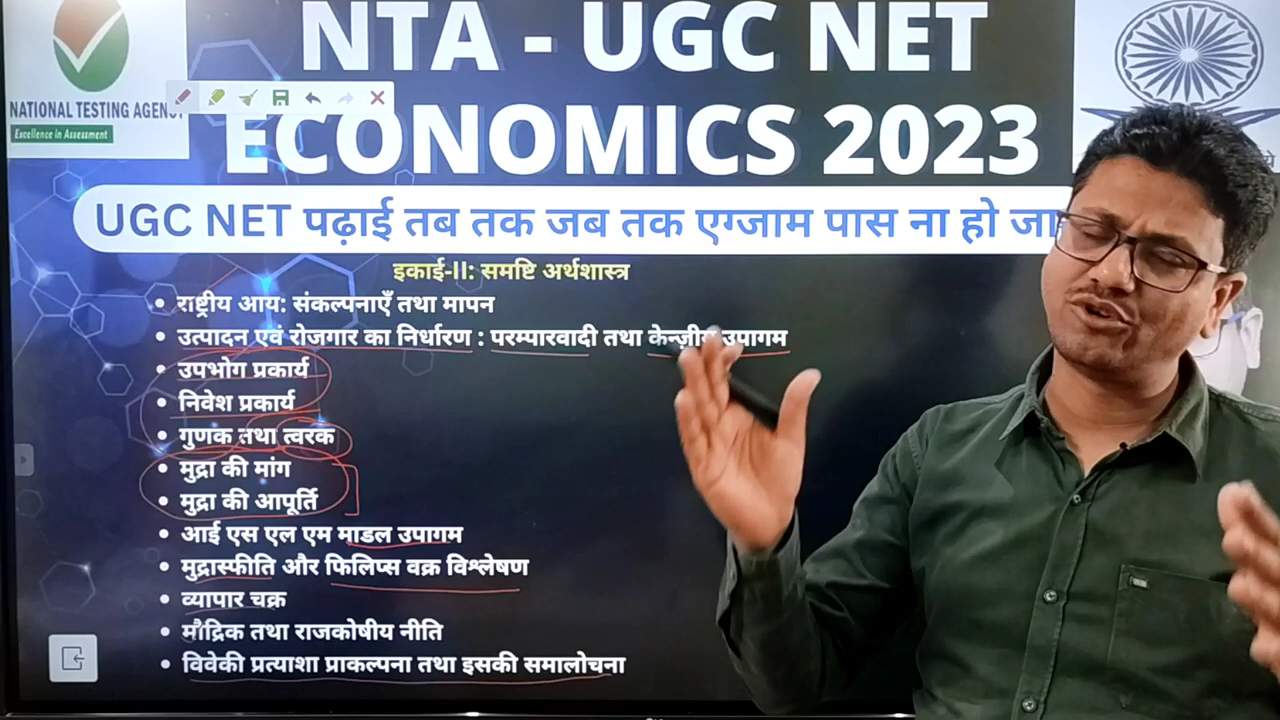 NTA - UGC NET
NATIONAL TESTING AGENCY
Excellence in Assessment
ECONOMICS 2023
UGC NET पढ़ाई तब तक जब तक एग्जाम पास ना हो जा
इकाई-II: समष्टि अर्थशास्त्र
• राष्ट्रीय आय: संकल्पनाएँ तथा मापन
• उत्पादन एवं रोजगार का निर्धारण : परम्पारवादी तथा केन्ज़ीय उपागम
• उपभोग प्रकार्य
• निवेश प्रकार्य
• गुणक तथा त्वरक
• मुद्रा की मांग
• मुद्रा की आपूर्ति
• आई एस एल एम माडल उपागम
• मुद्रास्फीति और फिलिप्स वक्र विश्लेषण
• व्यापार चक्र
• मौद्रिक तथा राजकोषीय नीति
• विवेकी प्रत्याशा प्राकल्पना तथा इसकी समालोचना